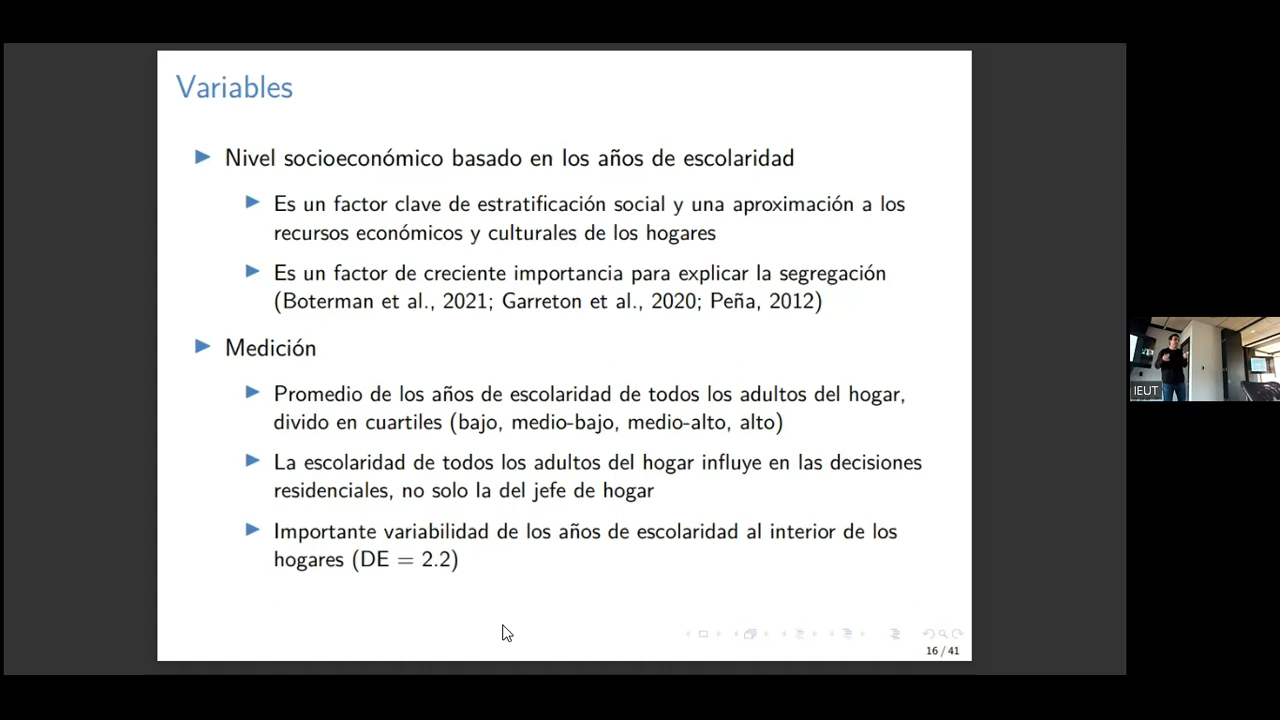 Variables
Nivel socioeconómico basado en los años de escolaridad
Es un factor clave de estratificación social y una aproximación a los
recursos económicos y culturales de los hogares
Es un factor de creciente importancia para explicar la segregación
(Boterman et al., 2021; Garreton et al., 2020; Peña, 2012)
Medición
Promedio de los años de escolaridad de todos los adultos del hogar,
divido en cuartiles (bajo, medio-bajo, medio-alto, alto)
La escolaridad de todos los adultos del hogar influye en las decisiones
residenciales, no solo la del jefe de hogar
Importante variabilidad de los años de escolaridad al interior de los
hogares (DE = 2.2)
16 / 41
IEUT